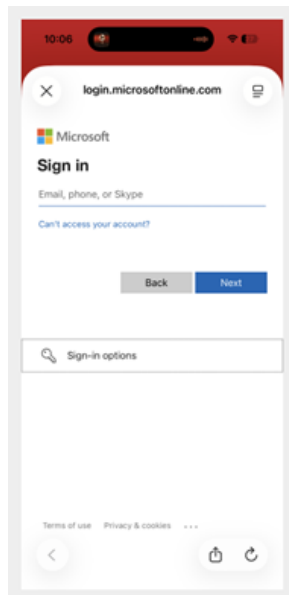 10:06
login.microsoftonline.com
Microsoft
Sign in
Email, phone, or Skype
Can't access your account?
Back Next
Sign-in options
Terms of use Privacy & cookies ...